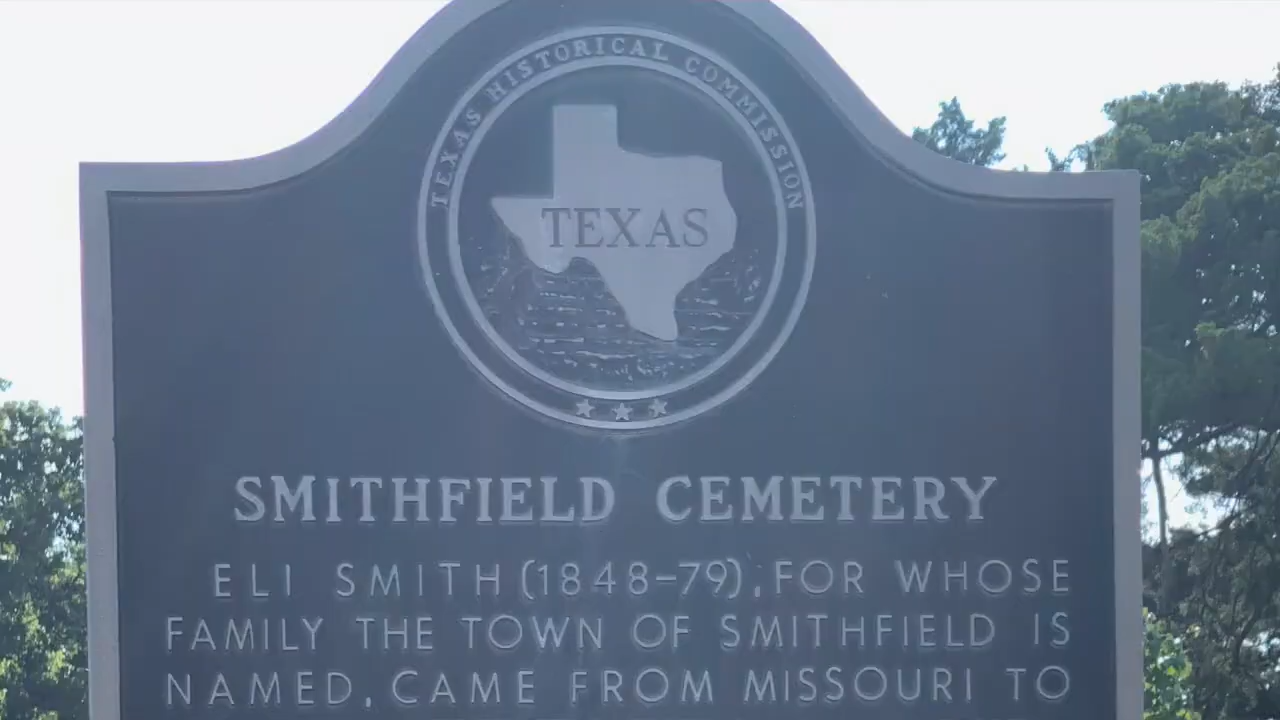 TEXAS HISTORICAL COMMISSION
TEXAS
SMITHFIELD CEMETERY
ELI SMITH (1848-79), FOR WHOSE
FAMILY THE TOWN OF SMITHFIELD IS
NAMED, CAME FROM MISSOURI TO